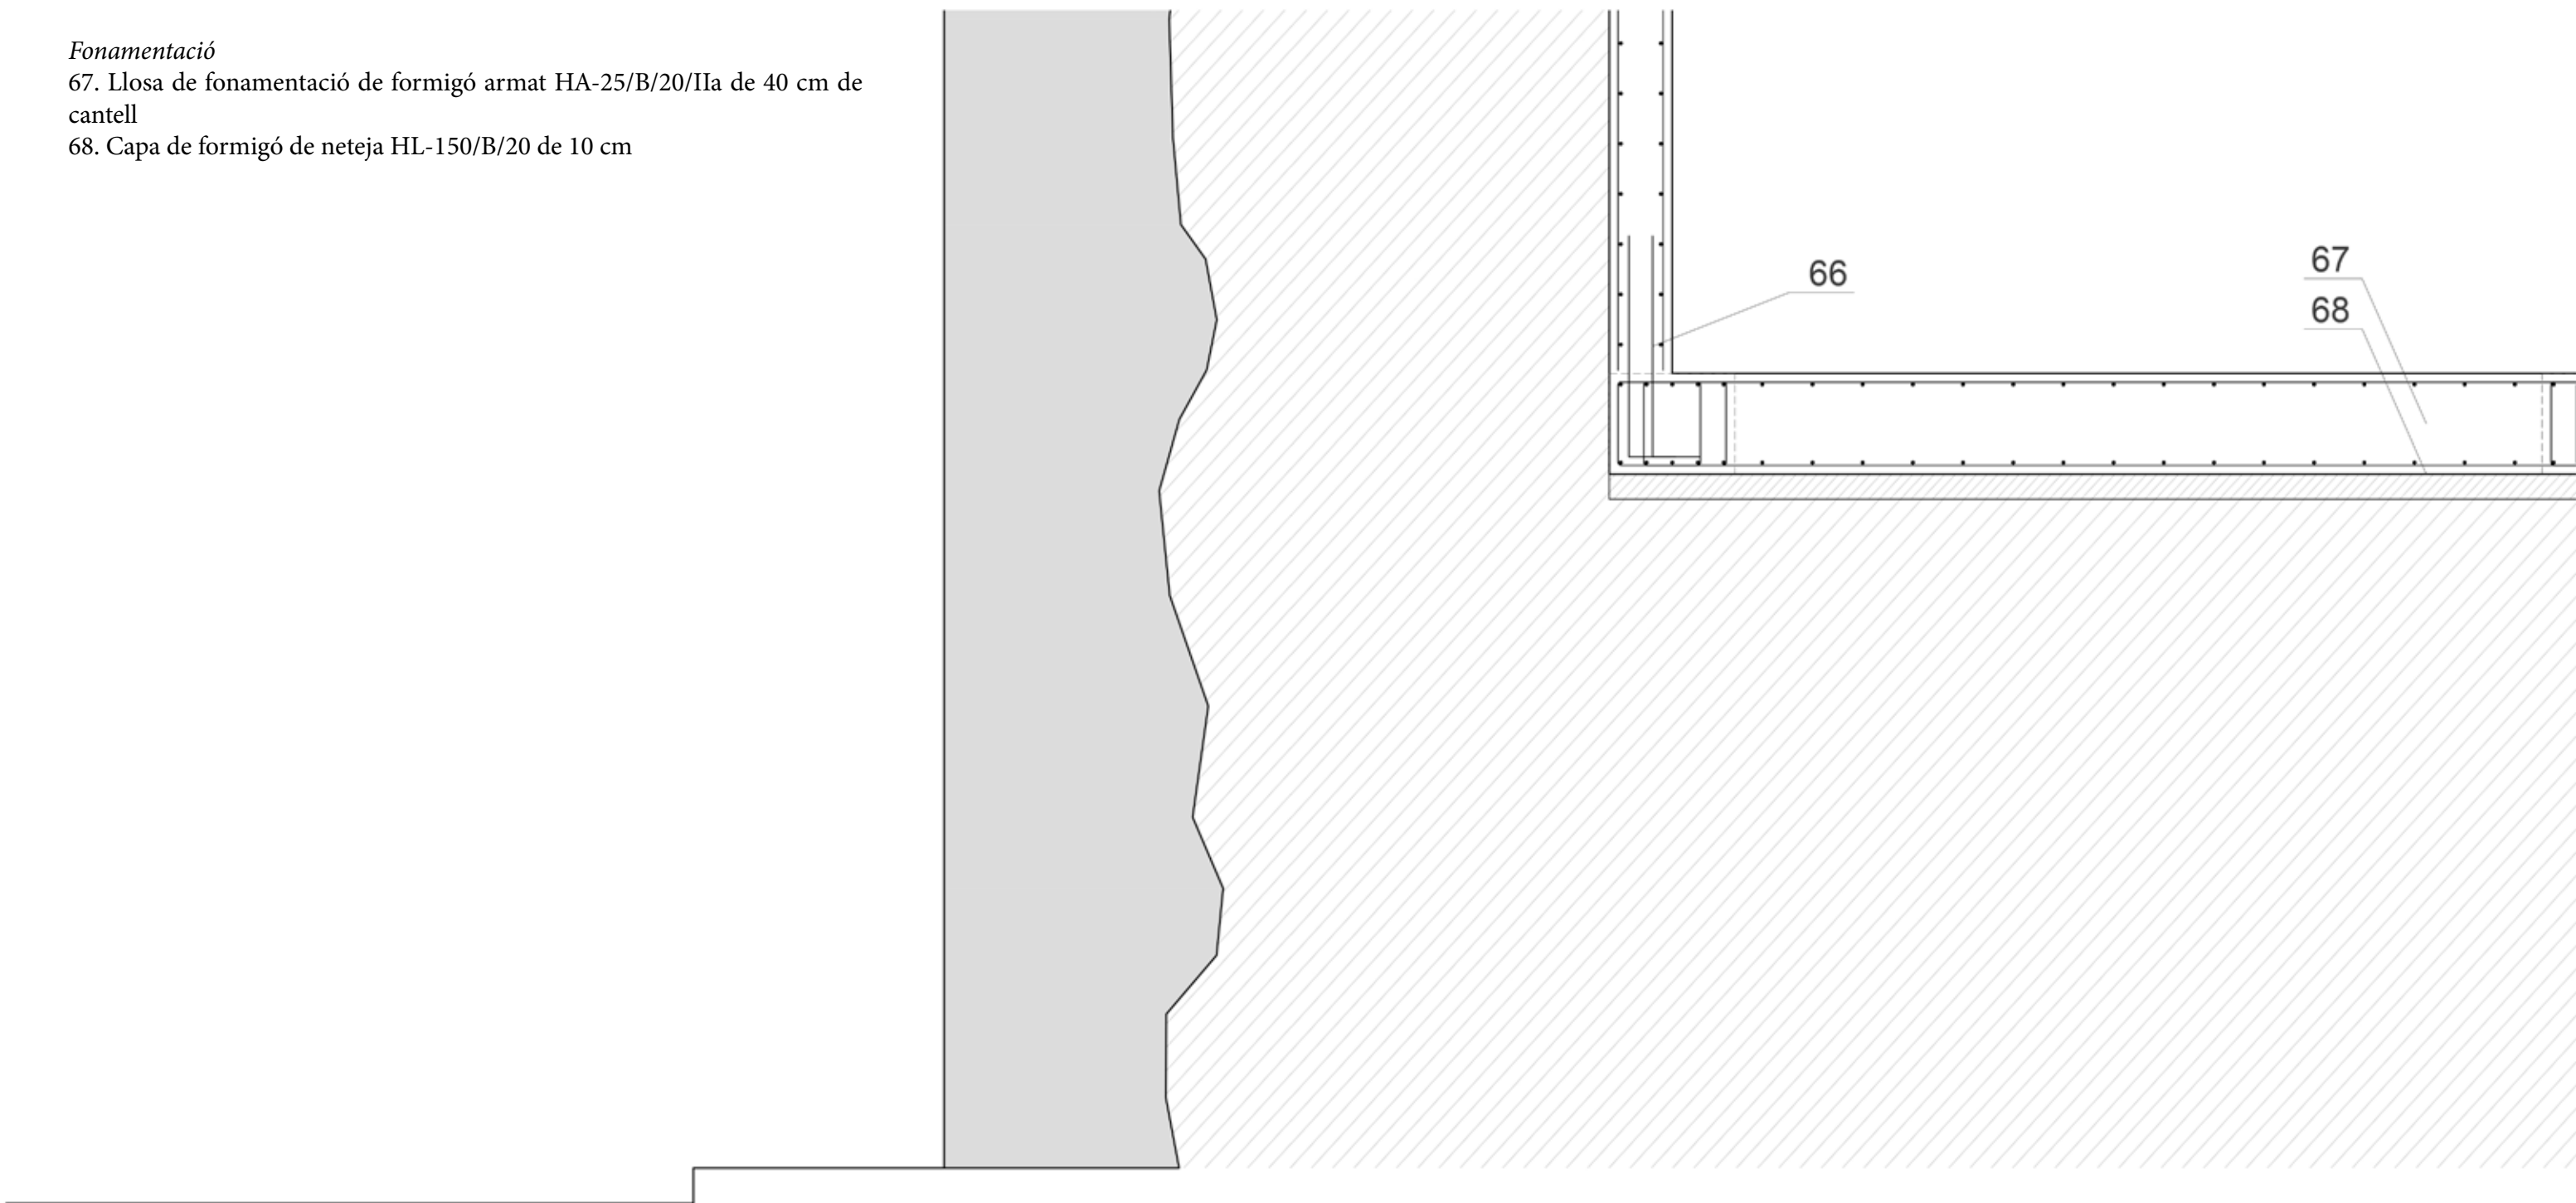 Fonamentació
67. Llosa de fonamentació de formigó armat HA-25/B/20/IIa de 40 cm de
cantell
68. Capa de formigó de neteja HL-150/B/20 de 10 cm
66
67
68